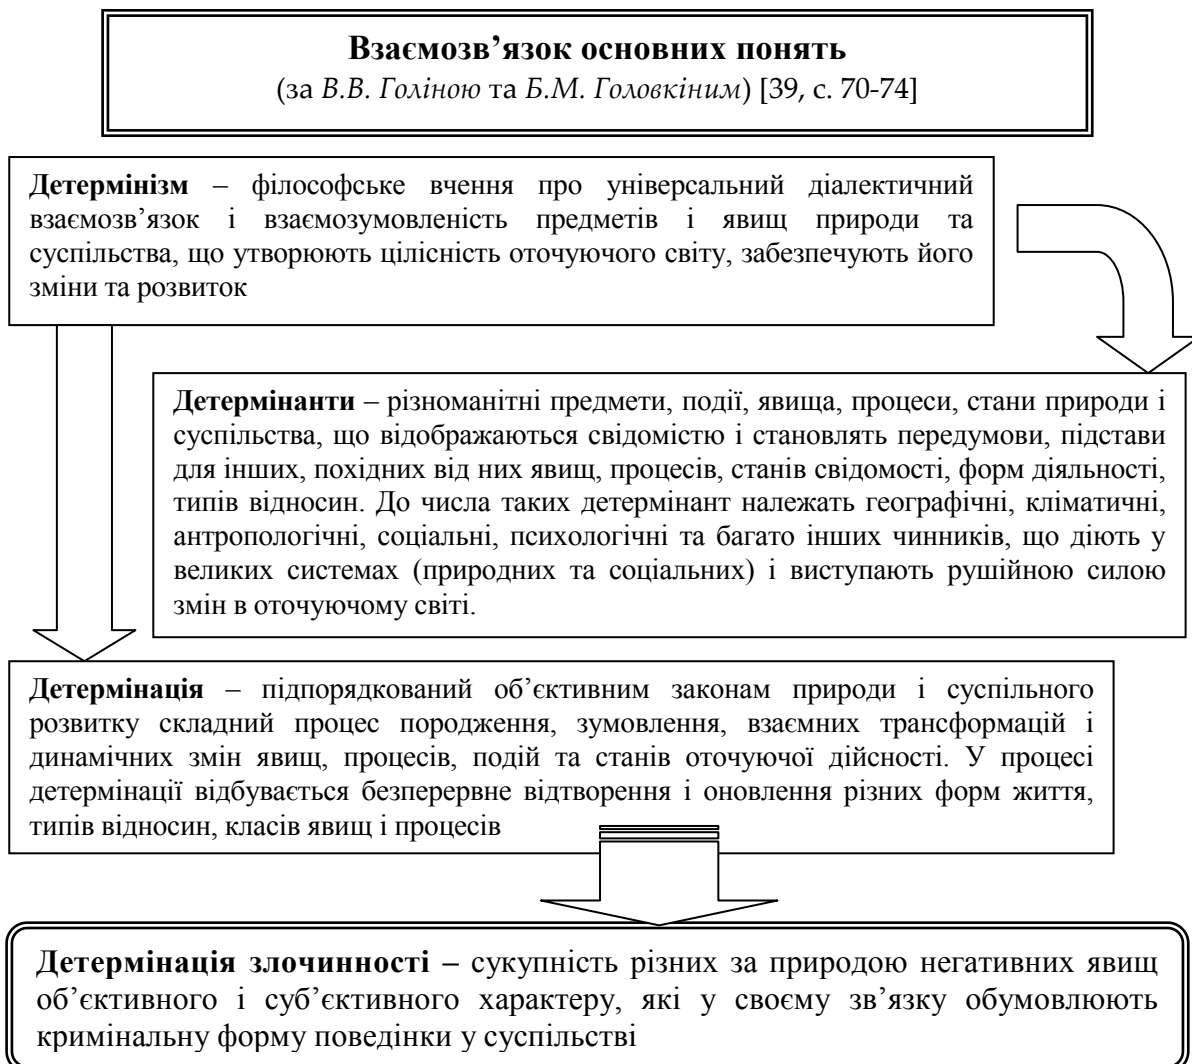 Взаємозв’язок основних понять
(за В.В. Голіною та Б.М. Головкіним) [39, с. 70-74]
Детермінізм – філософське вчення про універсальний діалектичний
взаємозв’язок і взаємозумовленість предметів і явищ природи та
суспільства, що утворюють цілісність оточуючого світу, забезпечують його
зміни та розвиток
Детермінанти – різноманітні предмети, події, явища, процеси, стани природи і
суспільства, що відображаються свідомістю і становлять передумови, підстави
для інших, похідних від них явищ, процесів, станів свідомості, форм діяльності,
типів відносин. До числа таких детермінант належать географічні, кліматичні,
антропологічні, соціальні, психологічні та багато інших чинників, що діють у
великих системах (природних та соціальних) і виступають рушійною силою
змін в оточуючому світі.
Детермінація – підпорядкований об’єктивним законам природи і суспільного
розвитку складний процес породження, зумовлення, взаємних трансформацій і
динамічних змін явищ, процесів, подій та станів оточуючої дійсності. У процесі
детермінації відбувається безперервне відтворення і оновлення різних форм життя,
типів відносин, класів явищ і процесів
Детермінація злочинності – сукупність різних за природою негативних явищ
об’єктивного і суб’єктивного характеру, які у своєму зв’язку обумовлюють
кримінальну форму поведінки у суспільстві